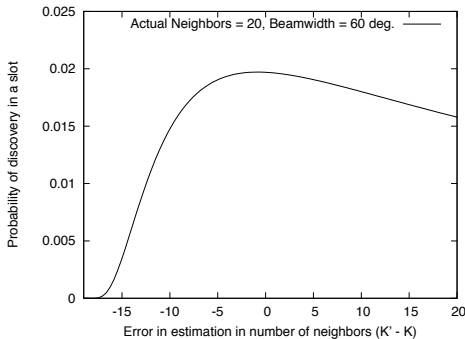 Actual Neighbors = 20, Beamwidth = 60 deg.
0.025
0.02
0.015
0.01
0.005
0
Probability of discovery in a slot
-15 -10 -5 0 5 10 15 20
Error in estimation in number of neighbors (K' - K)